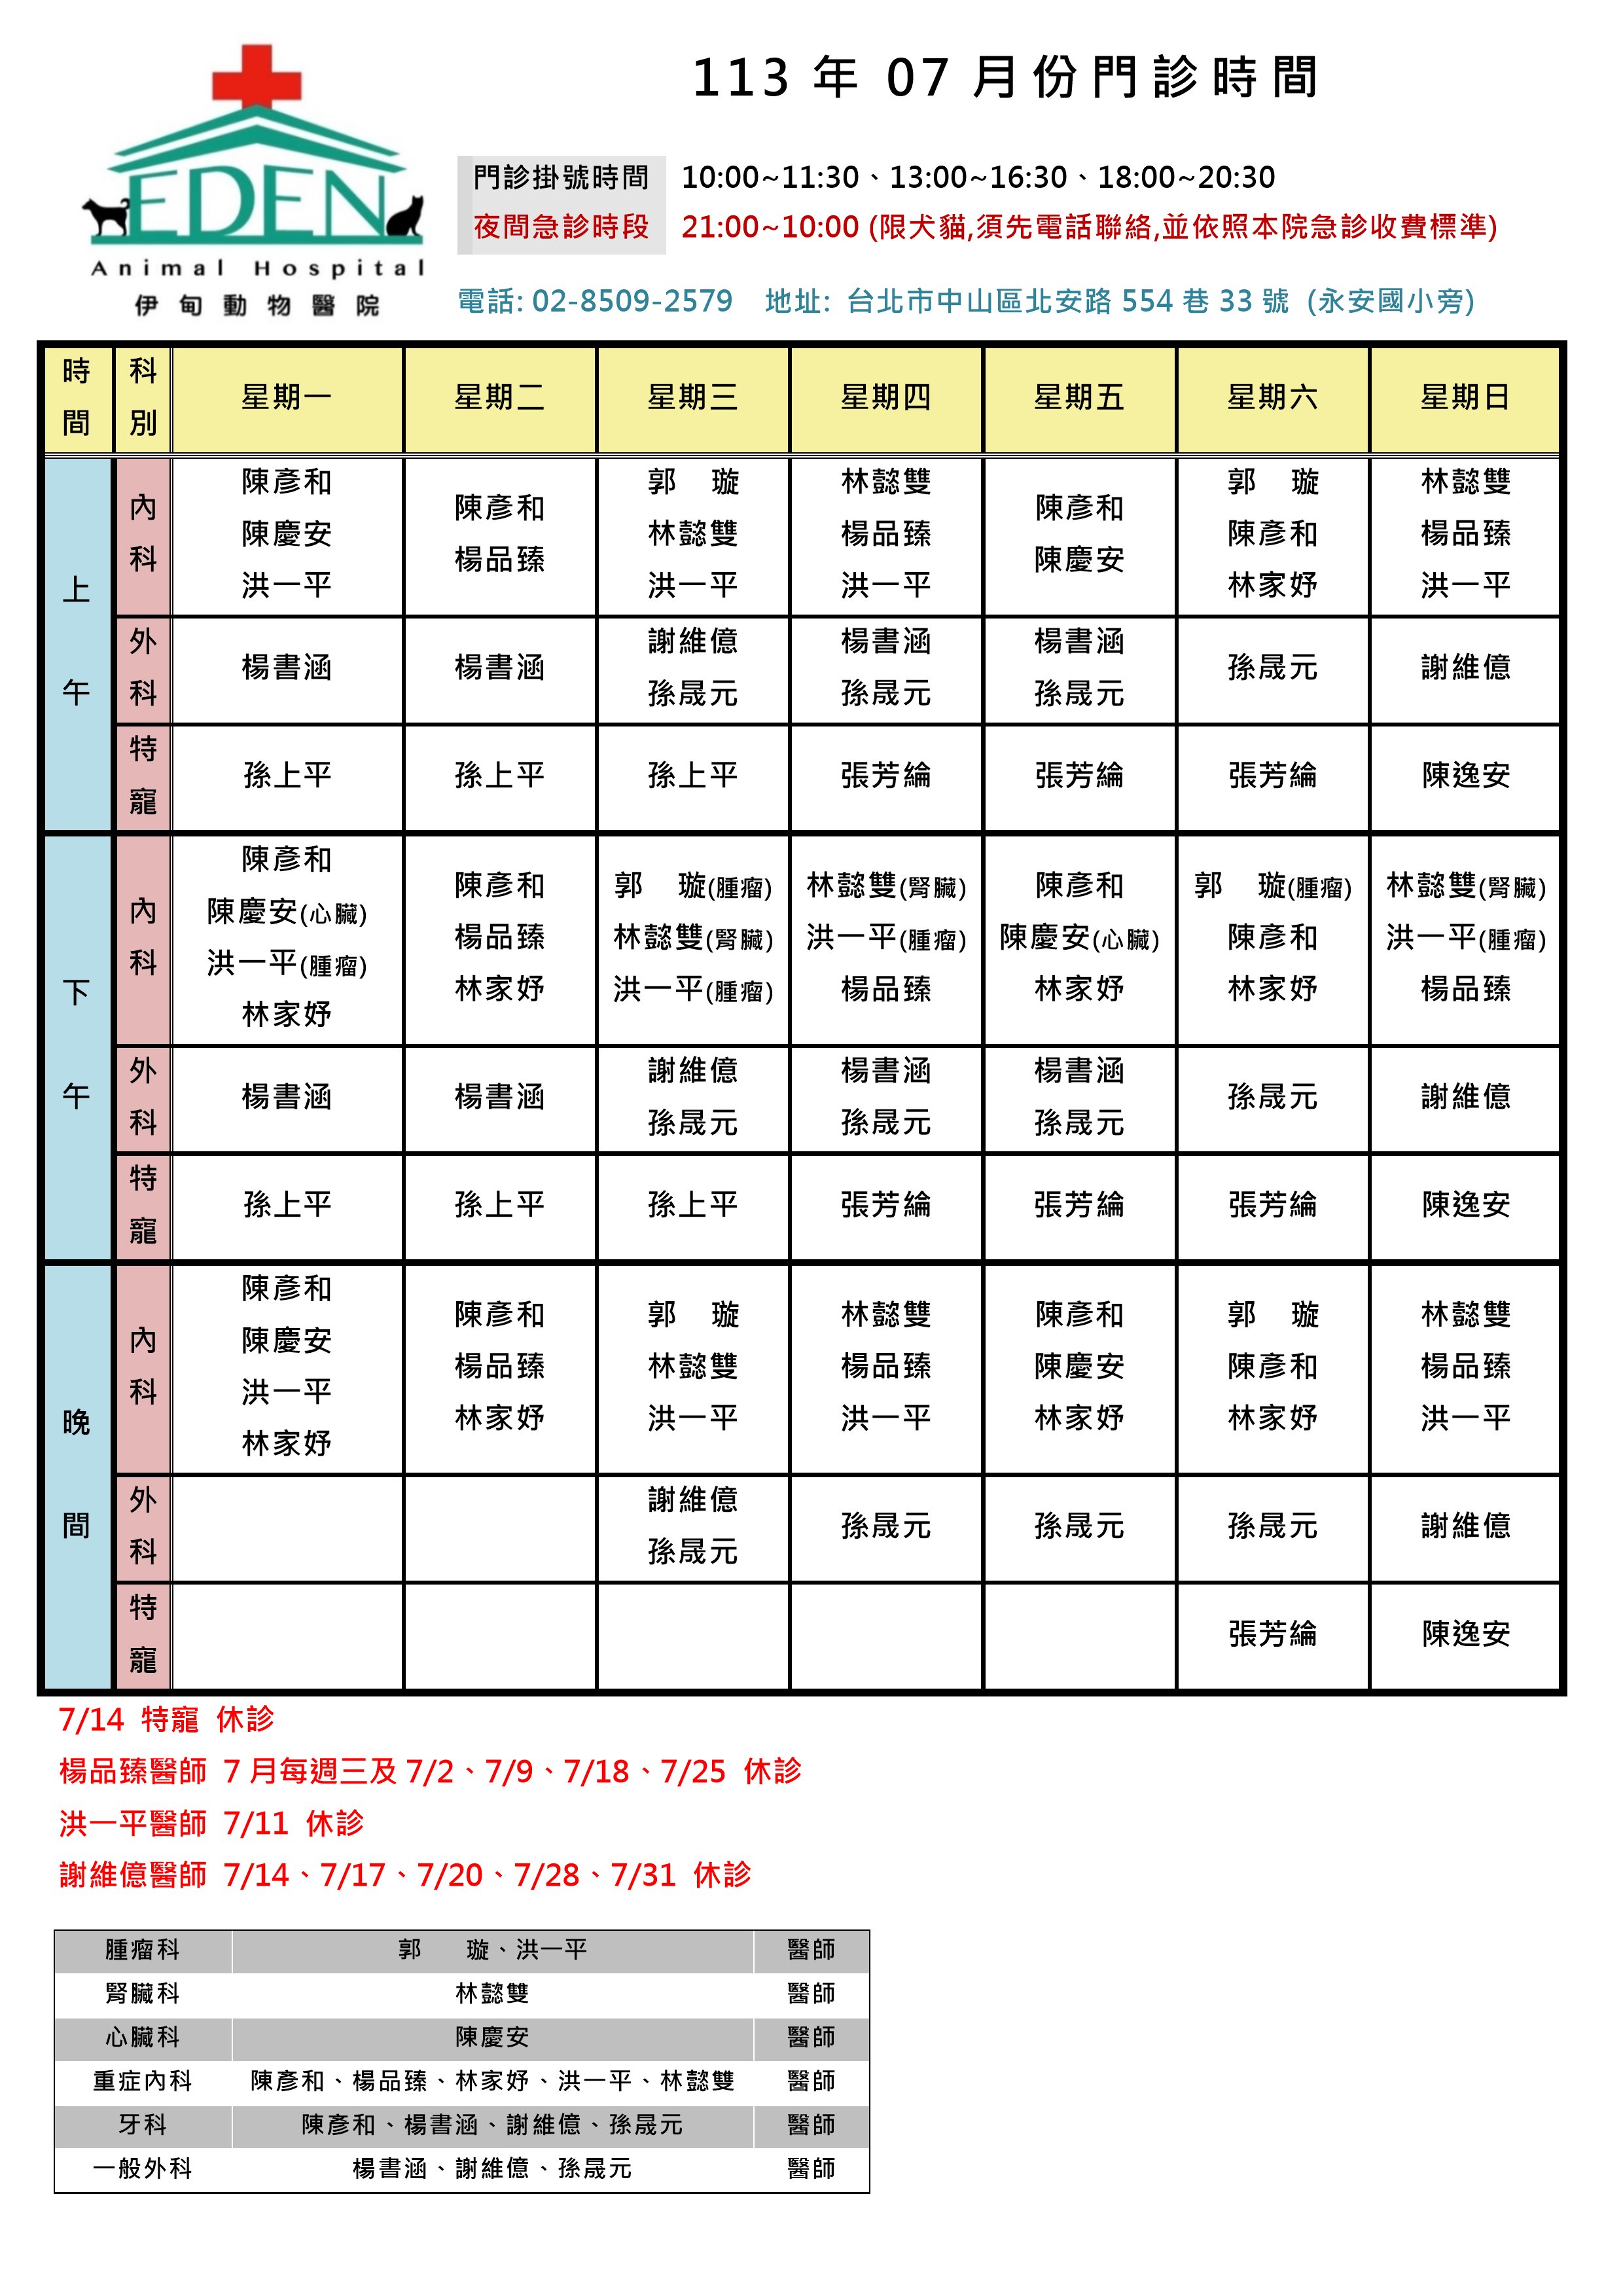 113 年 07 月份門診時間
EDEN
Animal Hospital
伊甸動物醫院
門診掛號時間 10:00~11:30、13:00~16:30、18:00~20:30
夜間急診時段 21:00~10:00 (限犬貓,須先電話聯絡,並依照本院急診收費標準)
電話: 02-8509-2579 地址: 台北市中山區北安路 554 巷 33 號 (永安國小旁)
時間 科別 星期一 星期二 星期三 星期四 星期五 星期六 星期日
上午
內科
陳彥和 陳慶安 洪一平
陳彥和 楊品臻
郭 璇 林懿雙 洪一平
林懿雙 楊品臻 洪一平
陳彥和 陳慶安
郭 璇 陳彥和 林家妤
林懿雙 楊品臻 洪一平
外科
楊書涵
楊書涵
謝維億 孫晟元
楊書涵 孫晟元
楊書涵 孫晟元
孫晟元
謝維億
特寵
孫上平 孫上平 孫上平 張芳綸 張芳綸 張芳綸 陳逸安
下午
內科
陳彥和 陳慶安(心臟) 洪一平(腫瘤) 林家妤
陳彥和 楊品臻 林家妤
郭 璇(腫瘤) 林懿雙(腎臟) 洪一平(腫瘤)
林懿雙(腎臟) 洪一平(腫瘤) 楊品臻
陳彥和 陳慶安(心臟) 林家妤
郭 璇(腫瘤) 陳彥和 林家妤
林懿雙(腎臟) 洪一平(腫瘤) 楊品臻
外科
楊書涵
楊書涵
謝維億 孫晟元
楊書涵 孫晟元
楊書涵 孫晟元
孫晟元
謝維億
特寵
孫上平 孫上平 孫上平 張芳綸 張芳綸 張芳綸 陳逸安
晚間
內科
陳彥和 陳慶安 洪一平 林家妤
陳彥和 楊品臻 林家妤
郭 璇 林懿雙 洪一平
林懿雙 楊品臻 洪一平
陳彥和 陳慶安 林家妤
郭 璇 陳彥和 林家妤
林懿雙 楊品臻 洪一平
外科
謝維億 孫晟元
孫晟元
孫晟元
孫晟元
謝維億
特寵
張芳綸 陳逸安
7/14 特寵 休診
楊品臻醫師 7 月每週三及 7/2、7/9、7/18、7/25 休診
洪一平醫師 7/11 休診
謝維億醫師 7/14、7/17、7/20、7/28、7/31 休診
腫瘤科 郭 璇、洪一平 醫師
腎臟科 林懿雙 醫師
心臟科 陳慶安 醫師
重症內科 陳彥和、楊品臻、林家妤、洪一平、林懿雙 醫師
牙科 陳彥和、楊書涵、謝維億、孫晟元 醫師
一般外科 楊書涵、謝維億、孫晟元 醫師